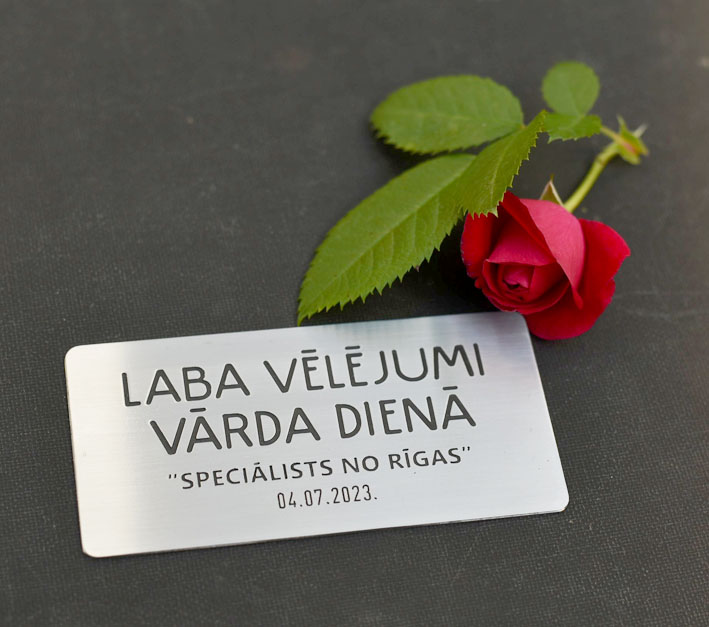 LABA VĒLĒJUMI
VĀRDA DIENĀ
"SPECIĀLISTS NO RĪGAS"
04.07.2023.